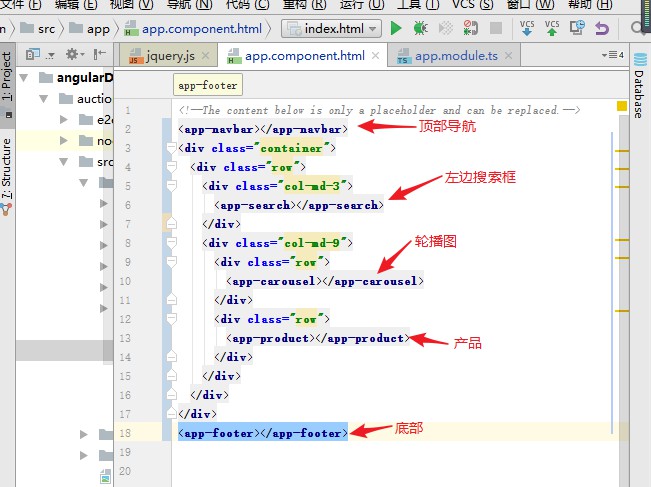 件(F) 编辑(E) 视图(V) 导航(N) 代码(C) 重构(R) 运行(U) 工具(T) VCS(S) 窗口(W) 帮助(H)
src app app.component.html index.html VCS VCS
1: Project
7: Structure
Database
angularD
auction
e2e
src
jquery.js app.component.html app.module.ts
app-footer
1 <!--The content below is only a placeholder and can be replaced.-->
2 <app-navbar></app-navbar> 顶部导航
3 <div class="container">
4 <div class="row">
5 <div class="col-md-3">
6 <app-search></app-search> 左边搜索框
7 </div>
8 <div class="col-md-9">
9 <div class="row">
10 <app-carousel></app-carousel> 轮播图
11 </div>
12 <div class="row">
13 <app-product></app-product> 产品
14 </div>
15 </div>
16 </div>
17 </div>
18 <app-footer></app-footer> 底部
19
20